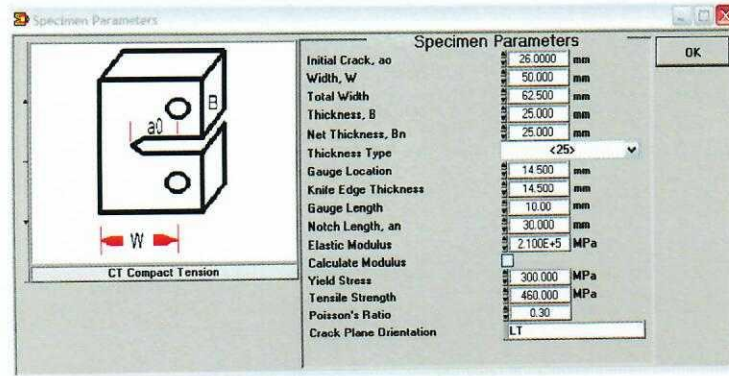 Specimen Parameters
Specimen Parameters
OK
Initial Crack, ao 26.0000 mm
Width, W 50.000 mm
Total Width 62.500 mm
Thickness, B 25.000 mm
Net Thickness, Bn 25.000 mm
Thickness Type <25>
Gauge Location 14.500 mm
Knife Edge Thickness 14.500 mm
Gauge Length 10.00 mm
Notch Length, an 30.000 mm
Elastic Modulus 2.100E+5 MPa
Calculate Modulus
Yield Stress 300.000 MPa
Tensile Strength 460.000 MPa
Poisson's Ratio 0.30
Crack Plane Orientation LT
B
a0
W
CT Compact Tension